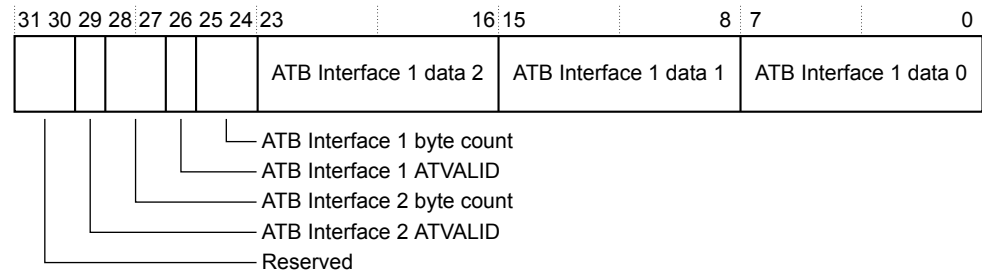 31 30 29 28 27 26 25 24 23 16 15 8 7 0
ATB Interface 1 data 2 ATB Interface 1 data 1 ATB Interface 1 data 0
ATB Interface 1 byte count
ATB Interface 1 ATVALID
ATB Interface 2 byte count
ATB Interface 2 ATVALID
Reserved